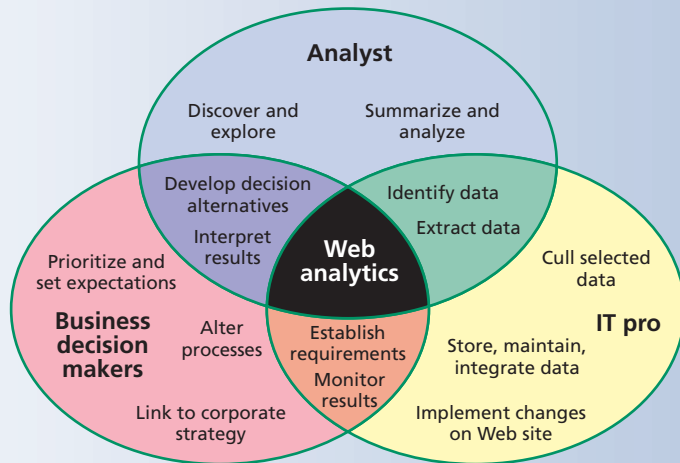 Analyst
Discover and
explore
Summarize and
analyze
Develop decision
alternatives
Interpret
results
Identify data
Extract data
Web
analytics
Prioritize and
set expectations
Business
decision
makers
Alter
processes
Link to corporate
strategy
Establish
requirements
Monitor
results
Cull selected
data
IT pro
Store, maintain,
integrate data
Implement changes
on Web site